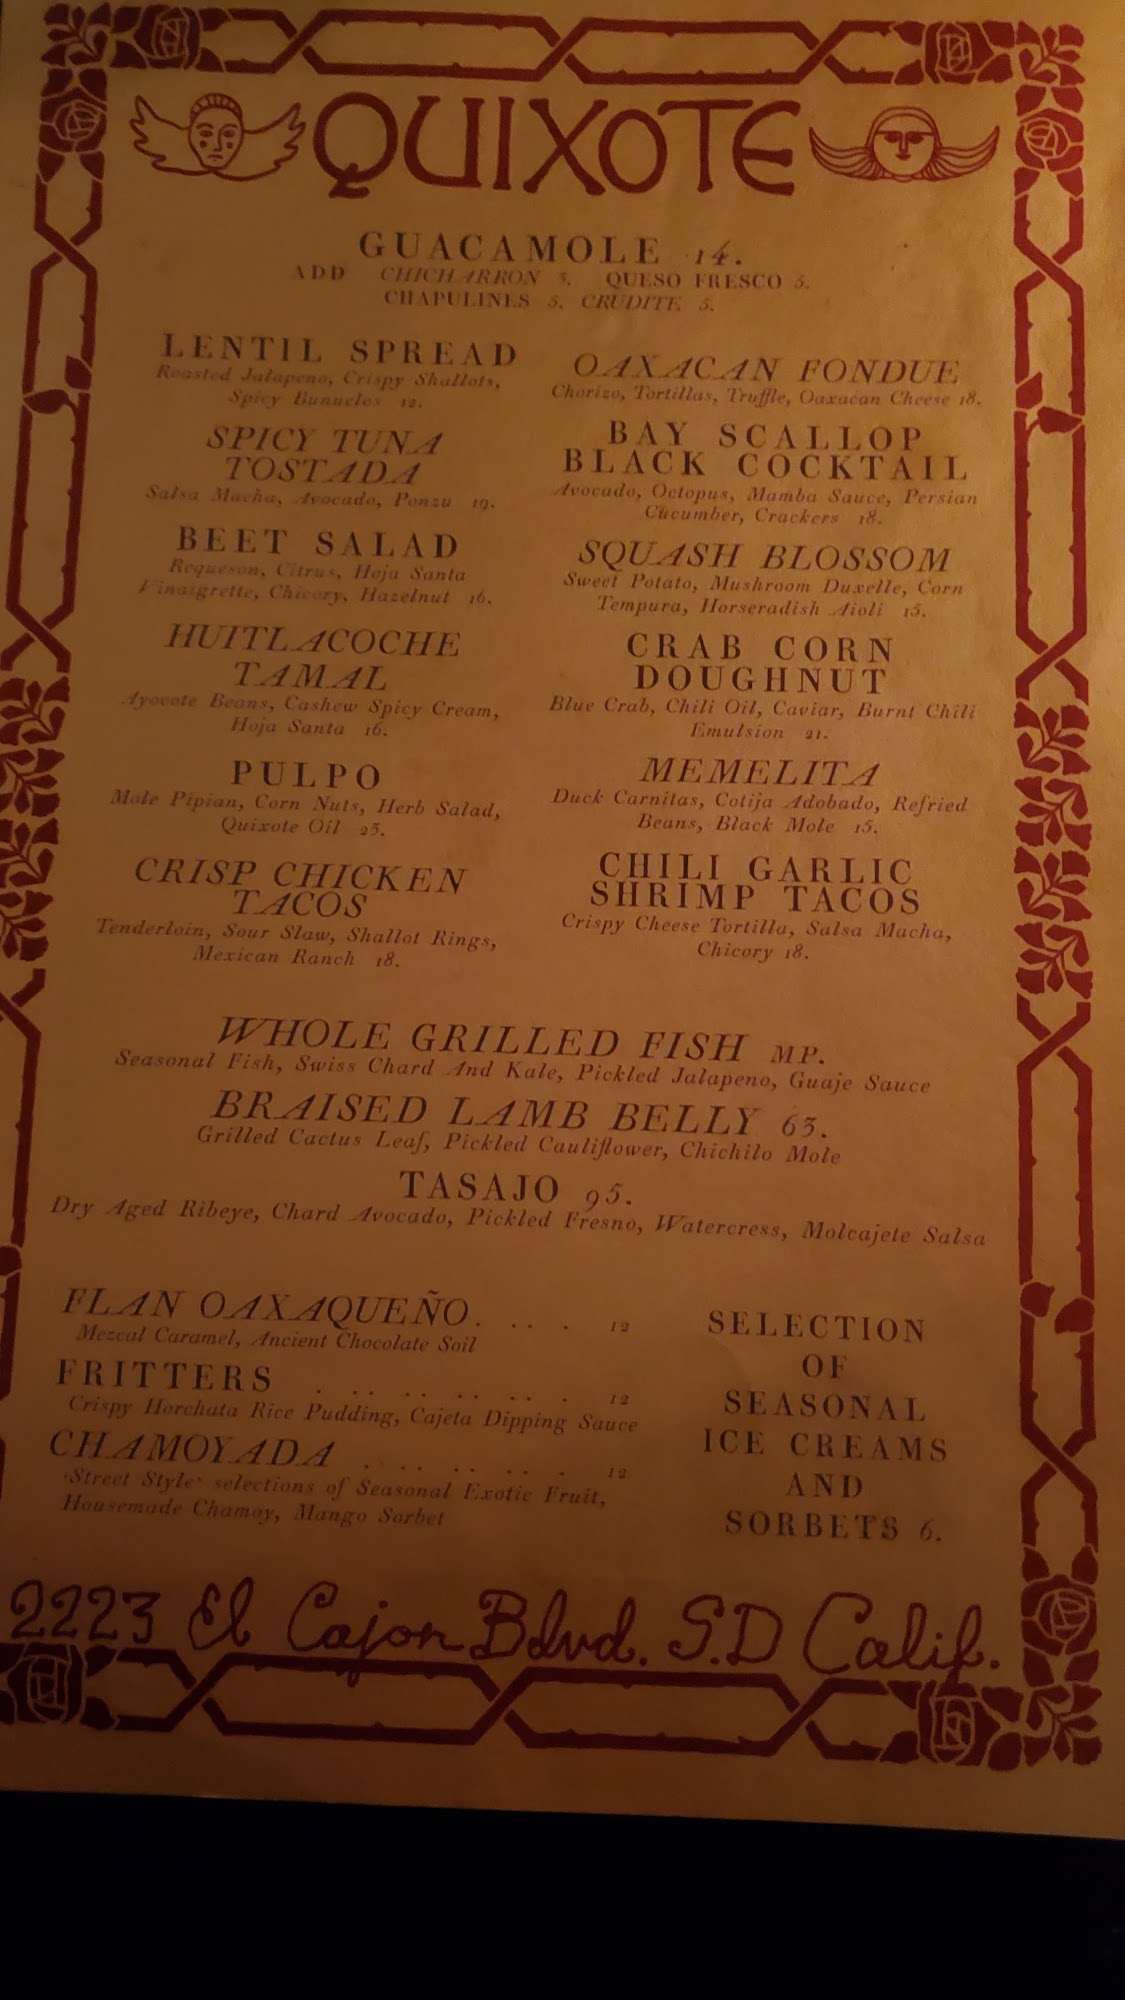 QUIXOTE
GUACAMOLE 14.
ADD CHICHARRON 5. QUESO FRESCO 5.
CHAPULINES 5. CRUDITE 5.
LENTIL SPREAD
Roasted Jalapeno, Crispy Shallots,
Spicy Bunuelos 12.
SPICY TUNA
TOSTADA
Salsa Macha, Avocado, Ponzu 19.
BEET SALAD
Requeson, Citrus, Hoja Santa
Vinaigrette, Chicory, Hazelnut 16.
HUITLACOCHE
TAMAL
Ayocote Beans, Cashew Spicy Cream,
Hoja Santa 16.
PULPO
Mole Pipian, Corn Nuts, Herb Salad,
Quixote Oil 23.
CRISP CHICKEN
TACOS
Tenderloin, Sour Slaw, Shallot Rings,
Mexican Ranch 18.
OAXACAN FONDUE
Chorizo, Tortillas, Truffle, Oaxacan Cheese 18.
BAY SCALLOP
BLACK COCKTAIL
Avocado, Octopus, Mamba Sauce, Persian
Cucumber, Crackers 18.
SQUASH BLOSSOM
Sweet Potato, Mushroom Duxelle, Corn
Tempura, Horseradish Aioli 15.
CRAB CORN
DOUGHNUT
Blue Crab, Chili Oil, Caviar, Burnt Chili
Emulsion 21.
MEMELITA
Duck Carnitas, Cotija Adobado, Refried
Beans, Black Mole 15.
CHILI GARLIC
SHRIMP TACOS
Crispy Cheese Tortilla, Salsa Macha,
Chicory 18.
WHOLE GRILLED FISH MP.
Seasonal Fish, Swiss Chard And Kale, Pickled Jalapeno, Guaje Sauce
BRAISED LAMB BELLY 63.
Grilled Cactus Leaf, Pickled Cauliflower, Chichilo Mole
TASAJO 95.
Dry Aged Ribeye, Chard Avocado, Pickled Fresno, Watercress, Molcajete Salsa
FLAN OAXAQUEÑO. . . . . 12
Mezcal Caramel, Ancient Chocolate Soil
FRITTERS . .. .. .. .. . 12
Crispy Horchata Rice Pudding, Cajeta Dipping Sauce
CHAMOYADA . .. .. .. . 12
'Street Style' selections of Seasonal Exotic Fruit,
Housemade Chamoy, Mango Sorbet
SELECTION
OF
SEASONAL
ICE CREAMS
AND
SORBETS 6.
2223 El Cajon Blvd. S.D Calif.